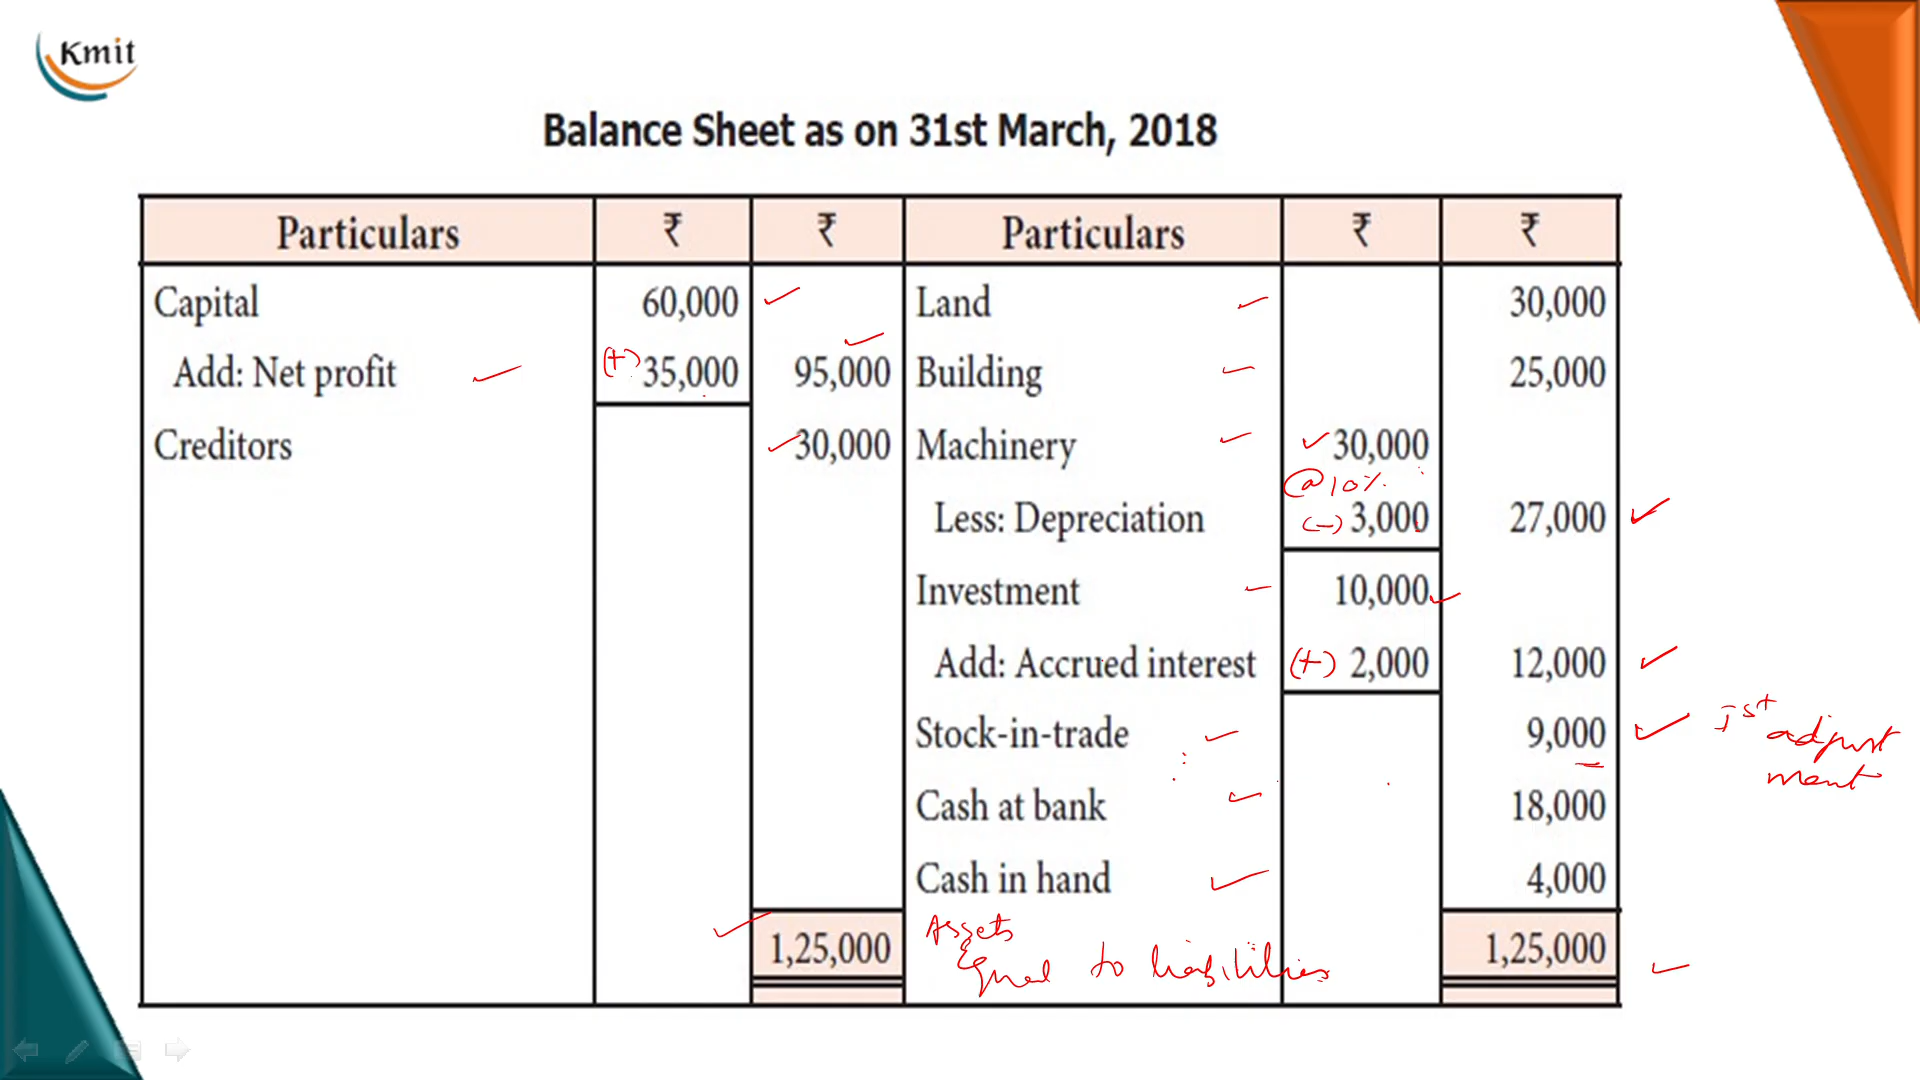 Kmit
Balance Sheet as on 31st March, 2018
Particulars ₹ ₹ Particulars ₹ ₹
Capital 60,000 Land 30,000
Add: Net profit (+) 35,000 95,000 Building 25,000
Creditors 30,000 Machinery 30,000
@10%
Less: Depreciation (-) 3,000 27,000
Investment 10,000
Add: Accrued interest (+) 2,000 12,000
Stock-in-trade 9,000 Ist adjust
ment
Cash at bank 18,000
Cash in hand 4,000
Assets
1,25,000 Equal to liabilities 1,25,000